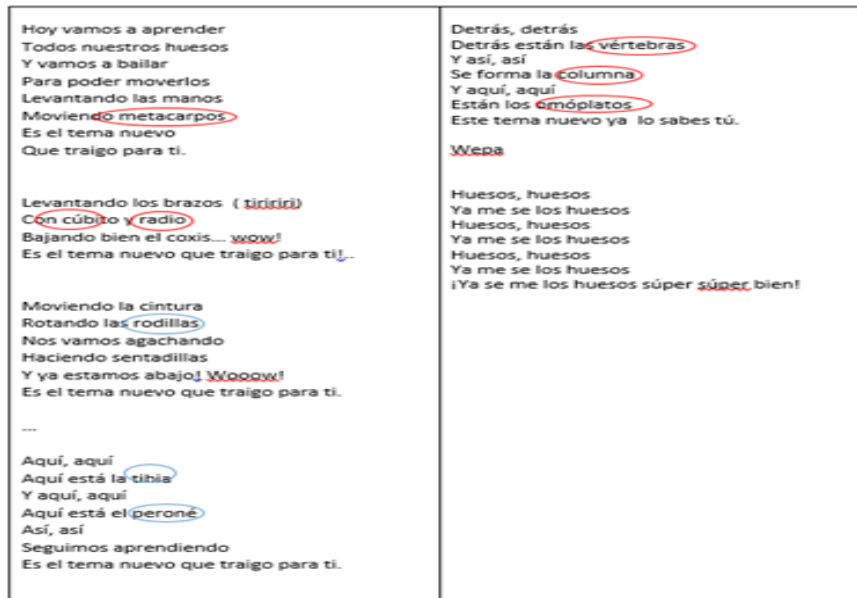 Hoy vamos a aprender
Todos nuestros huesos
Y vamos a bailar
Para poder moverlos
Levantando las manos
Moviendo metacarpos
Es el tema nuevo
Que traigo para ti.
Levantando los brazos ( tiririri)
Con cúbito y radio
Bajando bien el coxis... wow!
Es el tema nuevo que traigo para ti!..
Moviendo la cintura
Rotando las rodillas
Nos vamos agachando
Haciendo sentadillas
Y ya estamos abajo! Wooow!
Es el tema nuevo que traigo para ti.
...
Aquí, aquí
Aquí está la tibia
Y aquí, aquí
Aquí está el peroné
Así, así
Seguimos aprendiendo
Es el tema nuevo que traigo para ti.
Detrás, detrás
Detrás están las vértebras
Y así, así
Se forma la columna
Y aquí, aquí
Están los omóplatos
Este tema nuevo ya lo sabes tú.
Wepa
Huesos, huesos
Ya me se los huesos
Huesos, huesos
Ya me se los huesos
Huesos, huesos
Ya me se los huesos
¡Ya se me los huesos súper súper bien!